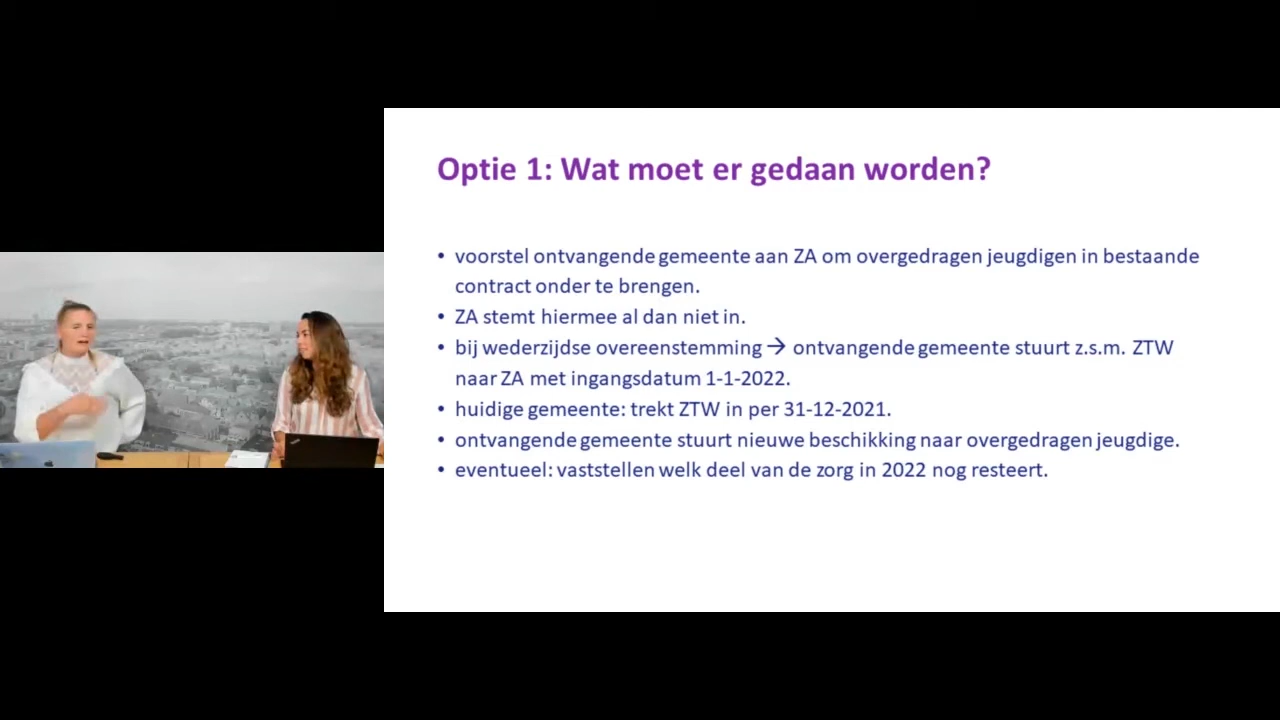 Optie 1: Wat moet er gedaan worden?
• voorstel ontvangende gemeente aan ZA om overgedragen jeugdigen in bestaande
contract onder te brengen.
• ZA stemt hiermee al dan niet in.
• bij wederzijdse overeenstemming → ontvangende gemeente stuurt z.s.m. ZTW
naar ZA met ingangsdatum 1-1-2022.
• huidige gemeente: trekt ZTW in per 31-12-2021.
• ontvangende gemeente stuurt nieuwe beschikking naar overgedragen jeugdige.
• eventueel: vaststellen welk deel van de zorg in 2022 nog resteert.